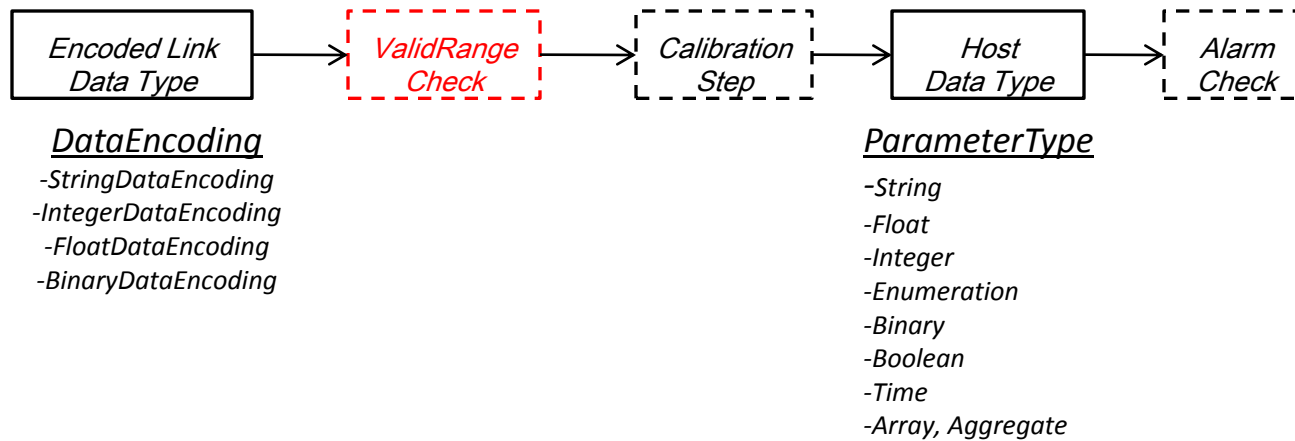 Encoded Link
Data Type
ValidRange
Check
Calibration
Step
Host
Data Type
Alarm
Check
DataEncoding
-StringDataEncoding
-IntegerDataEncoding
-FloatDataEncoding
-BinaryDataEncoding
ParameterType
-String
-Float
-Integer
-Enumeration
-Binary
-Boolean
-Time
-Array, Aggregate